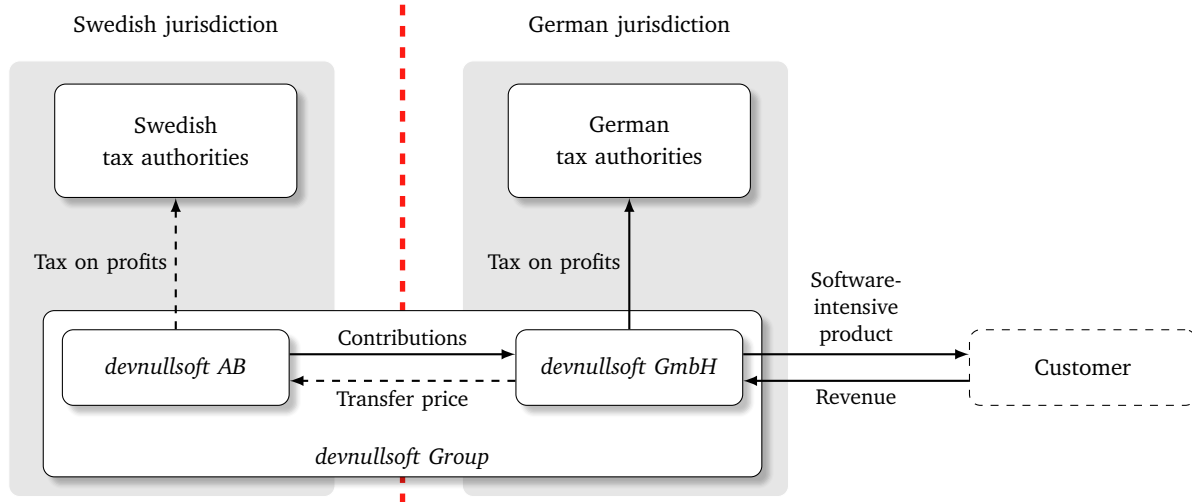 Swedish jurisdiction
German jurisdiction
Swedish
tax authorities
German
tax authorities
Tax on profits
Tax on profits
Software-
intensive
product
Contributions
devnullsoft AB
devnullsoft GmbH
Customer
Transfer price
Revenue
devnullsoft Group